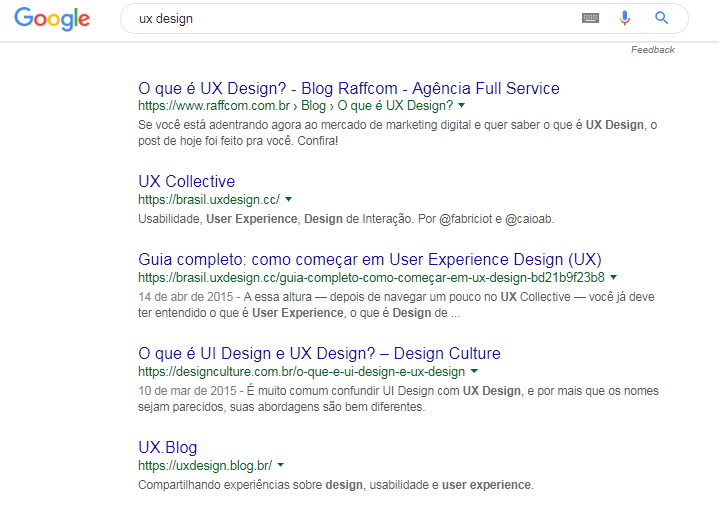 Google
ux design
Feedback
O que é UX Design? - Blog Raffcom - Agência Full Service
https://www.raffcom.com.br › Blog › O que é UX Design?
Se você está adentrando agora ao mercado de marketing digital e quer saber o que é UX Design, o
post de hoje foi feito pra você. Confira!
UX Collective
https://brasil.uxdesign.cc/
Usabilidade, User Experience, Design de Interação. Por @fabriciot e @caioab.
Guia completo: como começar em User Experience Design (UX)
https://brasil.uxdesign.cc/guia-completo-como-começar-em-ux-design-bd21b9f23b8
14 de abr de 2015 - A essa altura — depois de navegar um pouco no UX Collective — você já deve
ter entendido o que é User Experience, o que é Design de ...
O que é UI Design e UX Design? – Design Culture
https://designculture.com.br/o-que-e-ui-design-e-ux-design
10 de mar de 2015 - É muito comum confundir UI Design com UX Design, e por mais que os nomes
sejam parecidos, suas abordagens são bem diferentes.
UX.Blog
https://uxdesign.blog.br/
Compartilhando experiências sobre design, usabilidade e user experience.